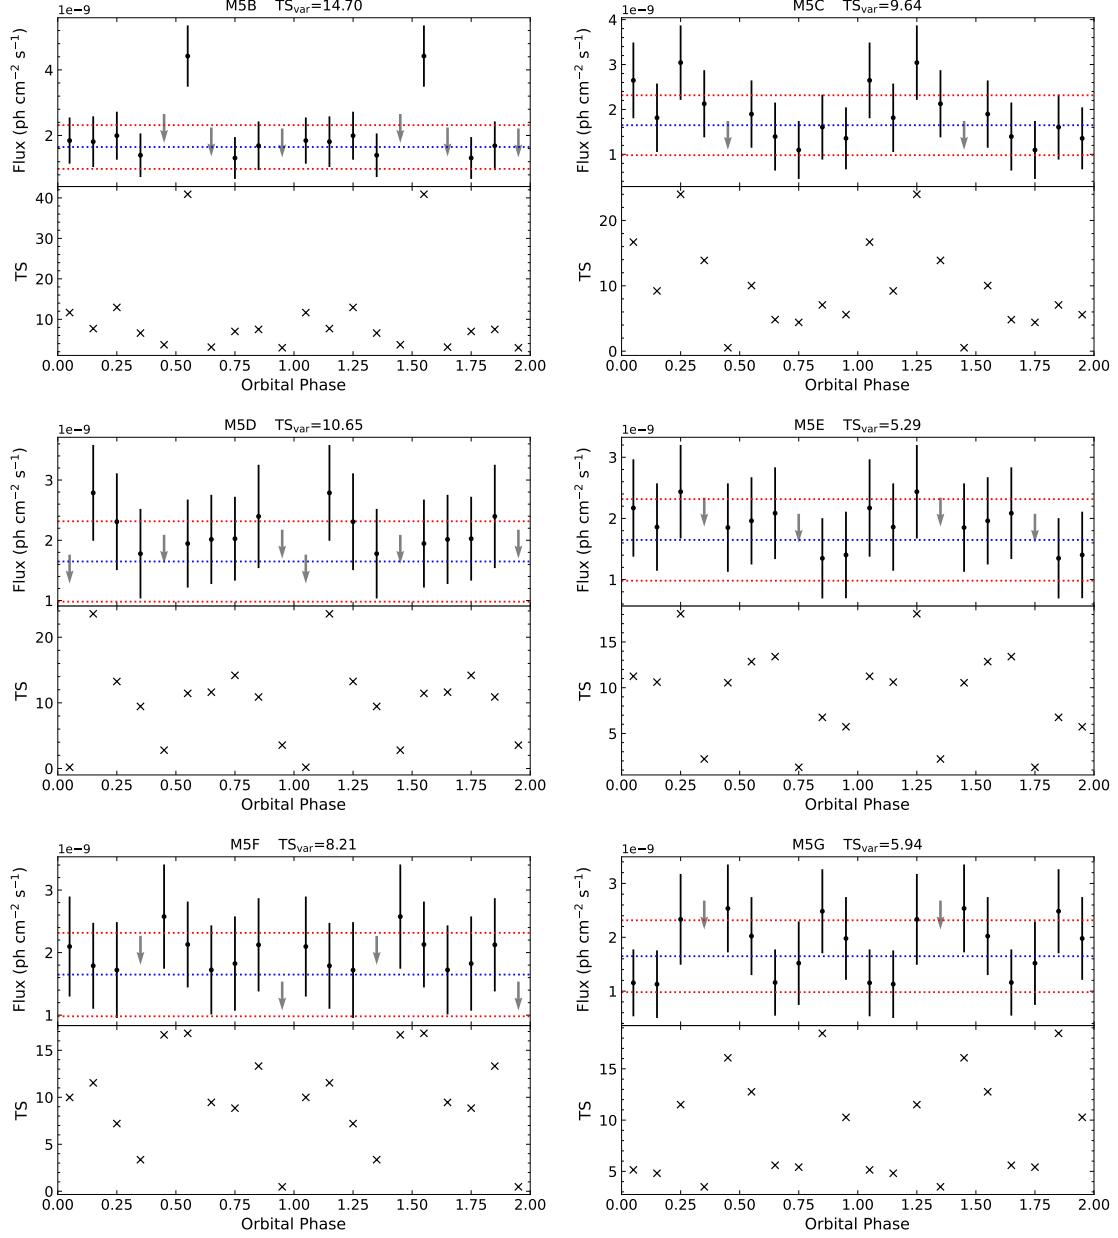 M5B TSvar=14.70
1e−9
Flux (ph cm−2 s−1)
4
2
TS
40
30
20
10
0.00 0.25 0.50 0.75 1.00 1.25 1.50 1.75 2.00
Orbital Phase
M5C TSvar=9.64
1e−9
Flux (ph cm−2 s−1)
4
3
2
1
TS
20
10
0
0.00 0.25 0.50 0.75 1.00 1.25 1.50 1.75 2.00
Orbital Phase
M5D TSvar=10.65
1e−9
Flux (ph cm−2 s−1)
3
2
1
TS
20
10
0
0.00 0.25 0.50 0.75 1.00 1.25 1.50 1.75 2.00
Orbital Phase
M5E TSvar=5.29
1e−9
Flux (ph cm−2 s−1)
3
2
1
TS
15
10
5
0.00 0.25 0.50 0.75 1.00 1.25 1.50 1.75 2.00
Orbital Phase
M5F TSvar=8.21
1e−9
Flux (ph cm−2 s−1)
3
2
1
TS
15
10
5
0
0.00 0.25 0.50 0.75 1.00 1.25 1.50 1.75 2.00
Orbital Phase
M5G TSvar=5.94
1e−9
Flux (ph cm−2 s−1)
3
2
1
TS
15
10
5
0.00 0.25 0.50 0.75 1.00 1.25 1.50 1.75 2.00
Orbital Phase